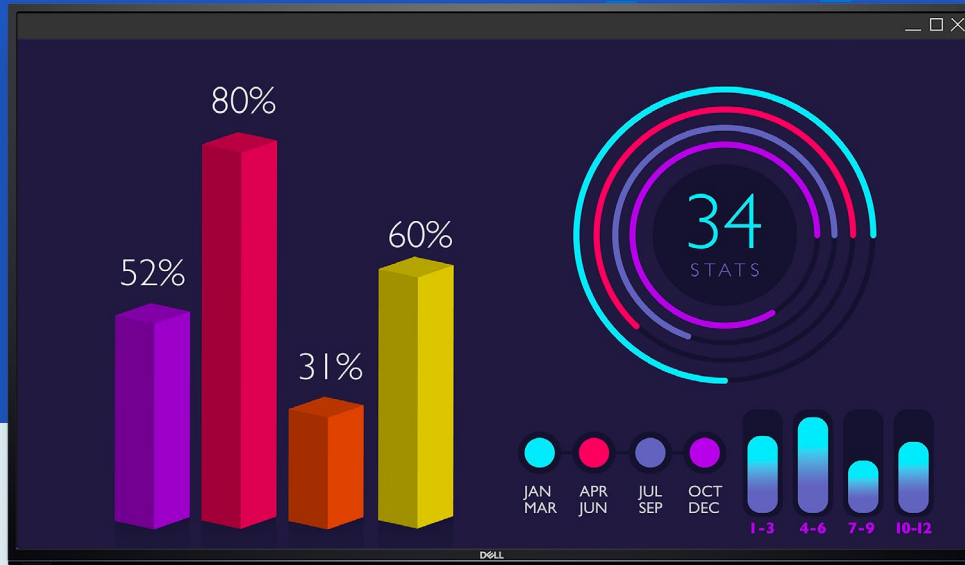 80%
60%
52%
31%
34
STATS
JAN
MAR
APR
JUN
JUL
SEP
OCT
DEC
1-3
4-6
7-9
10-12
DELL